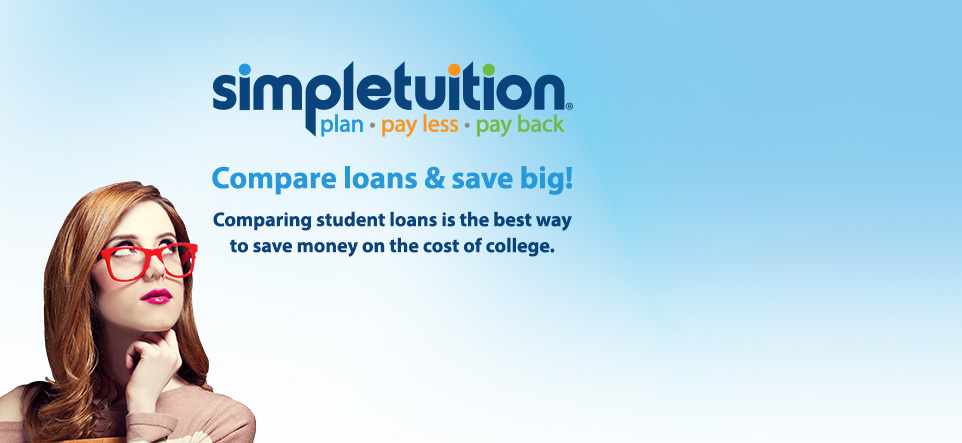 simpletuition®
plan • pay less • pay back
Compare loans & save big!
Comparing student loans is the best way
to save money on the cost of college.